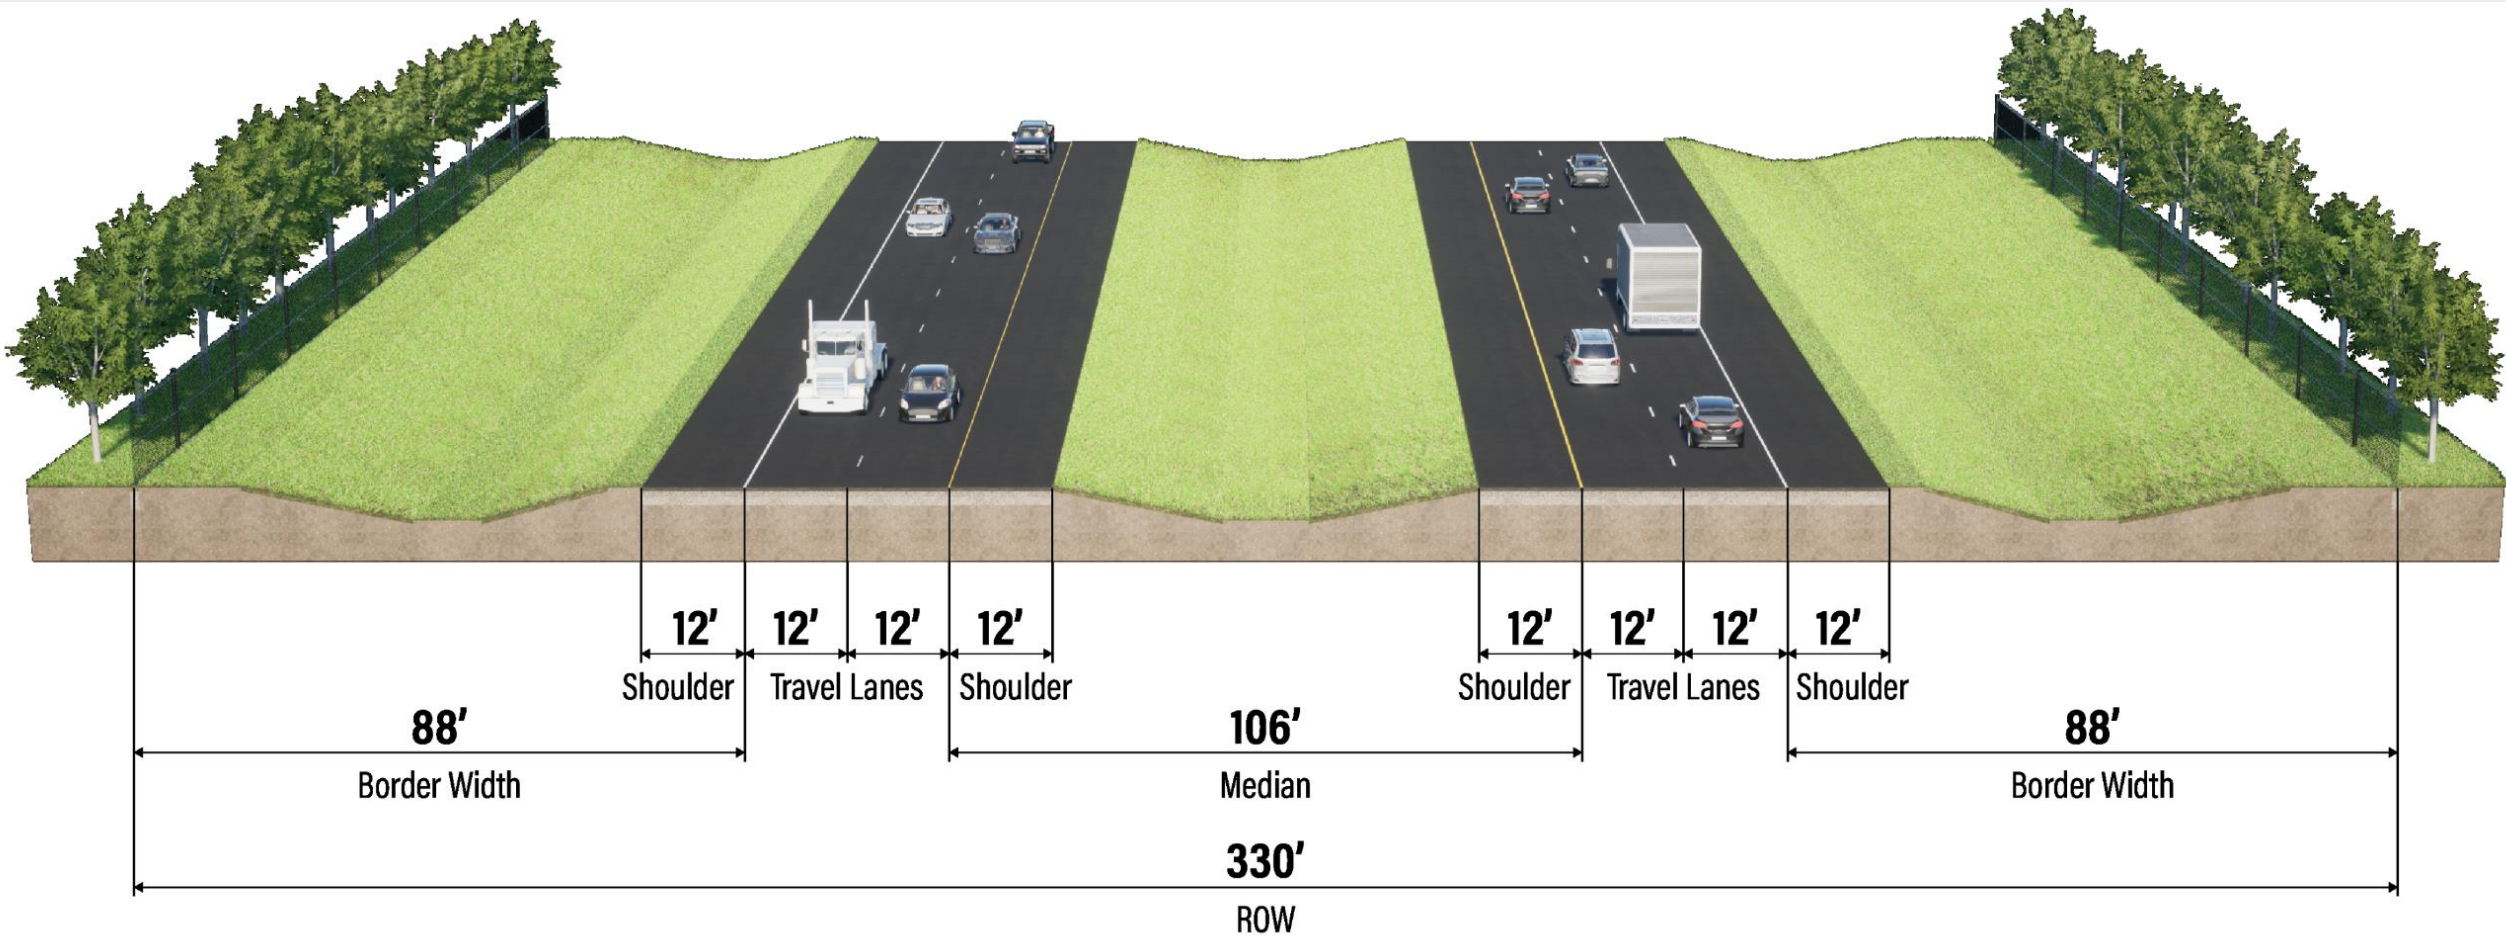 12′ 12′ 12′ 12′ 12′ 12′ 12′ 12′
Shoulder Travel Lanes Shoulder Shoulder Travel Lanes Shoulder
88′ 106′ 88′
Border Width Median Border Width
330′
ROW